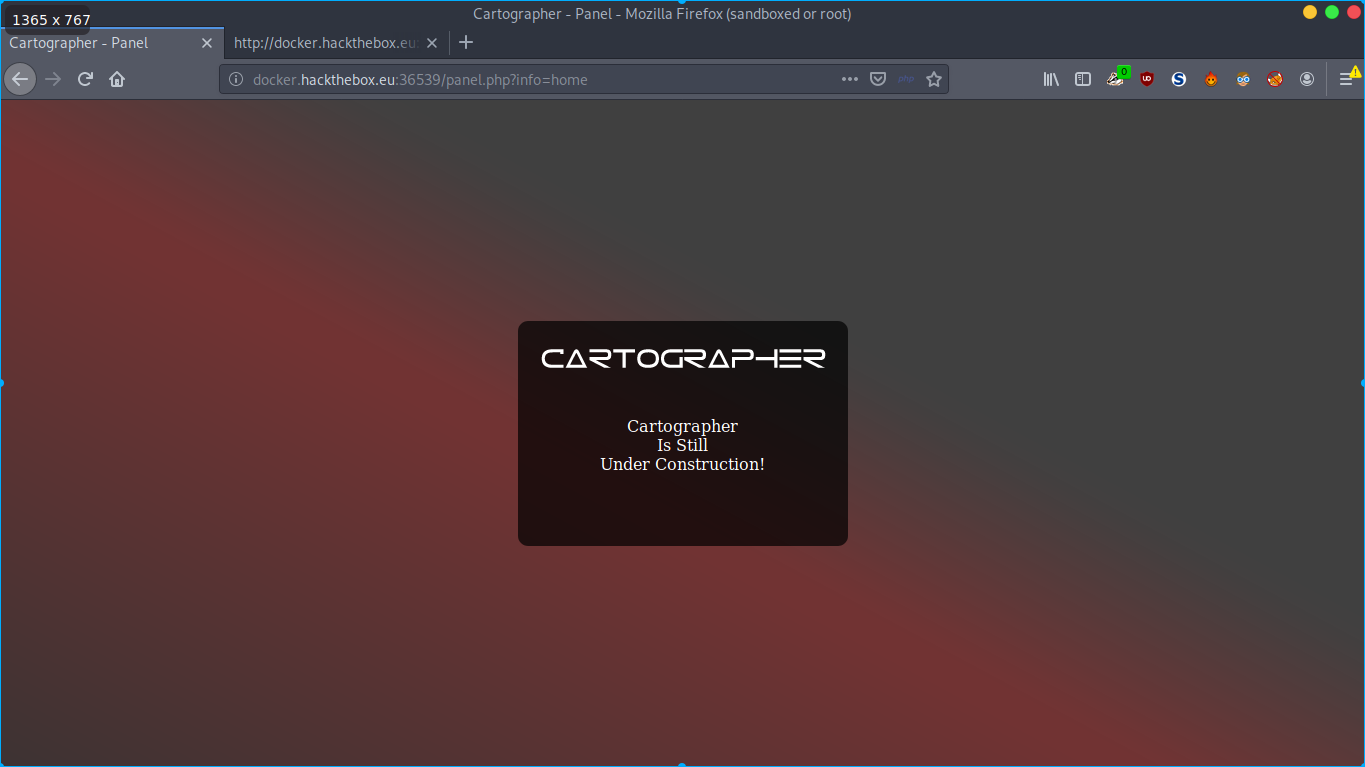 1365 x 767
Cartographer - Panel - Mozilla Firefox (sandboxed or root)
Cartographer - Panel
http://docker.hackthebox.eu:
docker.hackthebox.eu:36539/panel.php?info=home
php
0
CARTOGRAPHER
Cartographer
Is Still
Under Construction!